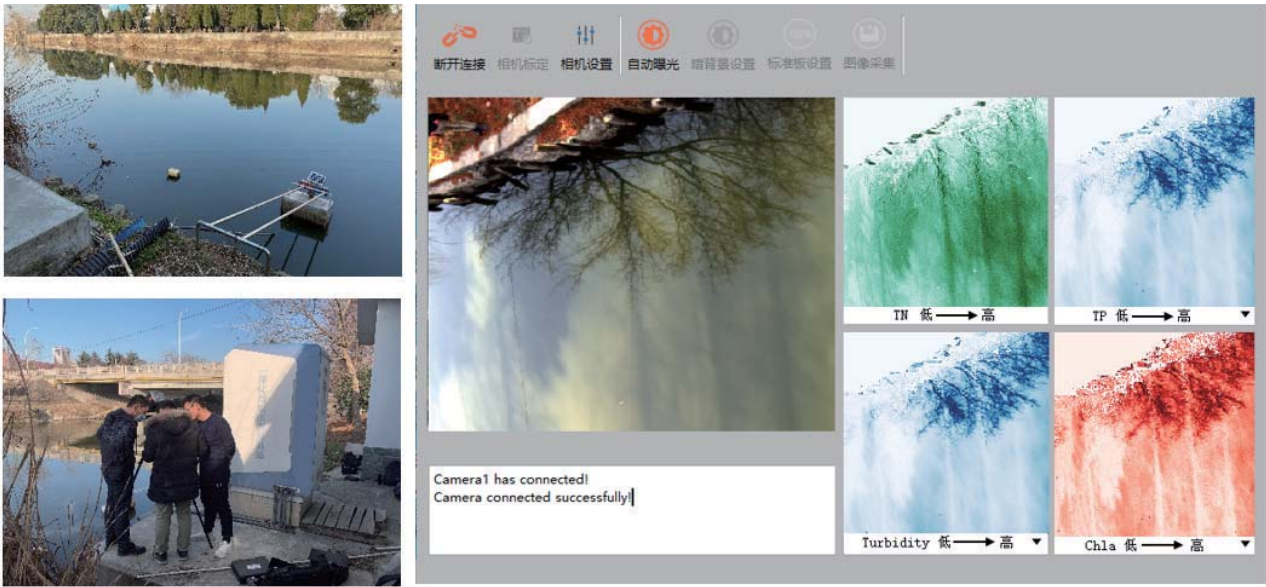 断开连接 相机标定 相机设置 自动曝光 暗背景设置 标准板设置 图像采集
TN 低 → 高
TP 低 → 高
Turbidity 低 → 高
Chla 低 → 高
Camera1 has connected!
Camera connected successfully!